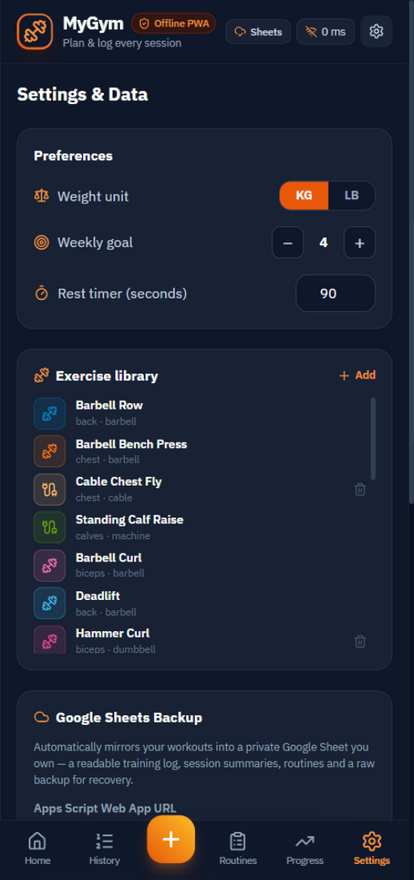 MyGym
Offline PWA
Plan & log every session
Sheets
0 ms
Settings & Data
Preferences
Weight unit
KG
LB
Weekly goal
− 4 +
Rest timer (seconds)
90
Exercise library
+ Add
Barbell Row
back · barbell
Barbell Bench Press
chest · barbell
Cable Chest Fly
chest · cable
Standing Calf Raise
calves · machine
Barbell Curl
biceps · barbell
Deadlift
back · barbell
Hammer Curl
biceps · dumbbell
Google Sheets Backup
Automatically mirrors your workouts into a private Google Sheet you
own — a readable training log, session summaries, routines and a raw
backup for recovery.
Apps Script Web App URL
Home
History
+
Routines
Progress
Settings